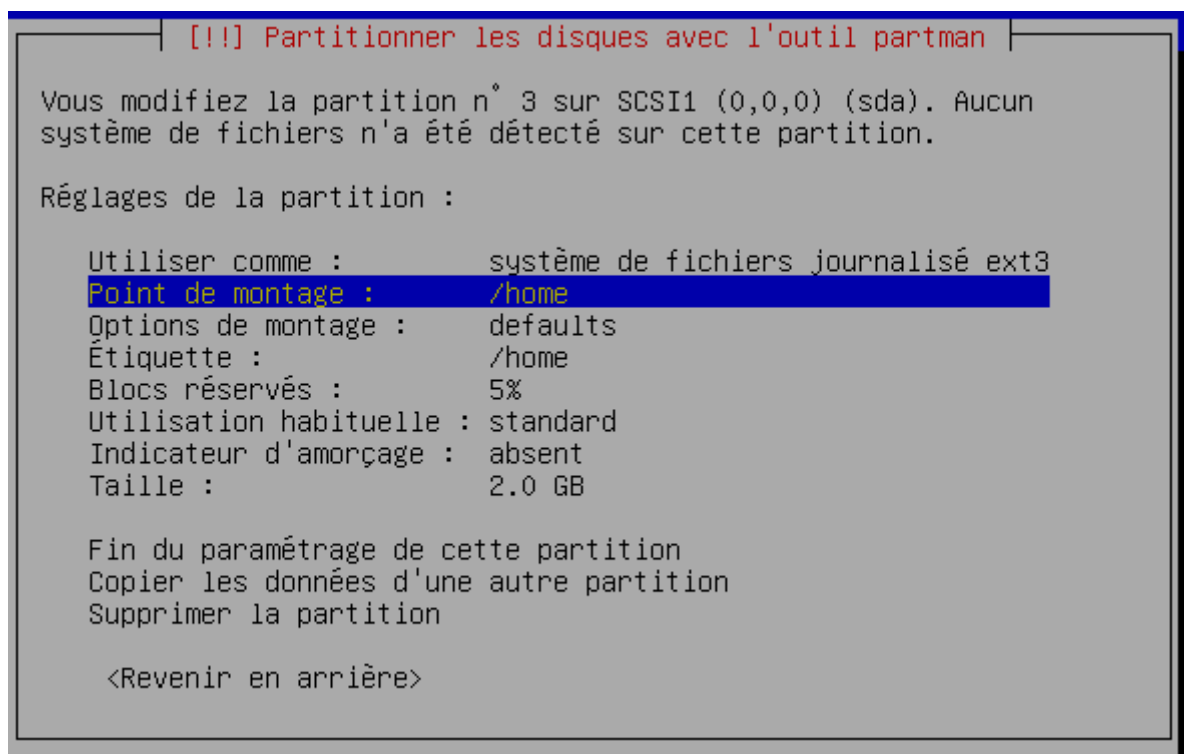 [!!] Partitionner les disques avec l'outil partman
Vous modifiez la partition n° 3 sur SCSI1 (0,0,0) (sda). Aucun
système de fichiers n'a été détecté sur cette partition.
Réglages de la partition :
Utiliser comme : système de fichiers journalisé ext3
Point de montage : /home
Options de montage : defaults
Étiquette : /home
Blocs réservés : 5%
Utilisation habituelle : standard
Indicateur d'amorçage : absent
Taille : 2.0 GB
Fin du paramétrage de cette partition
Copier les données d'une autre partition
Supprimer la partition
<Revenir en arrière>